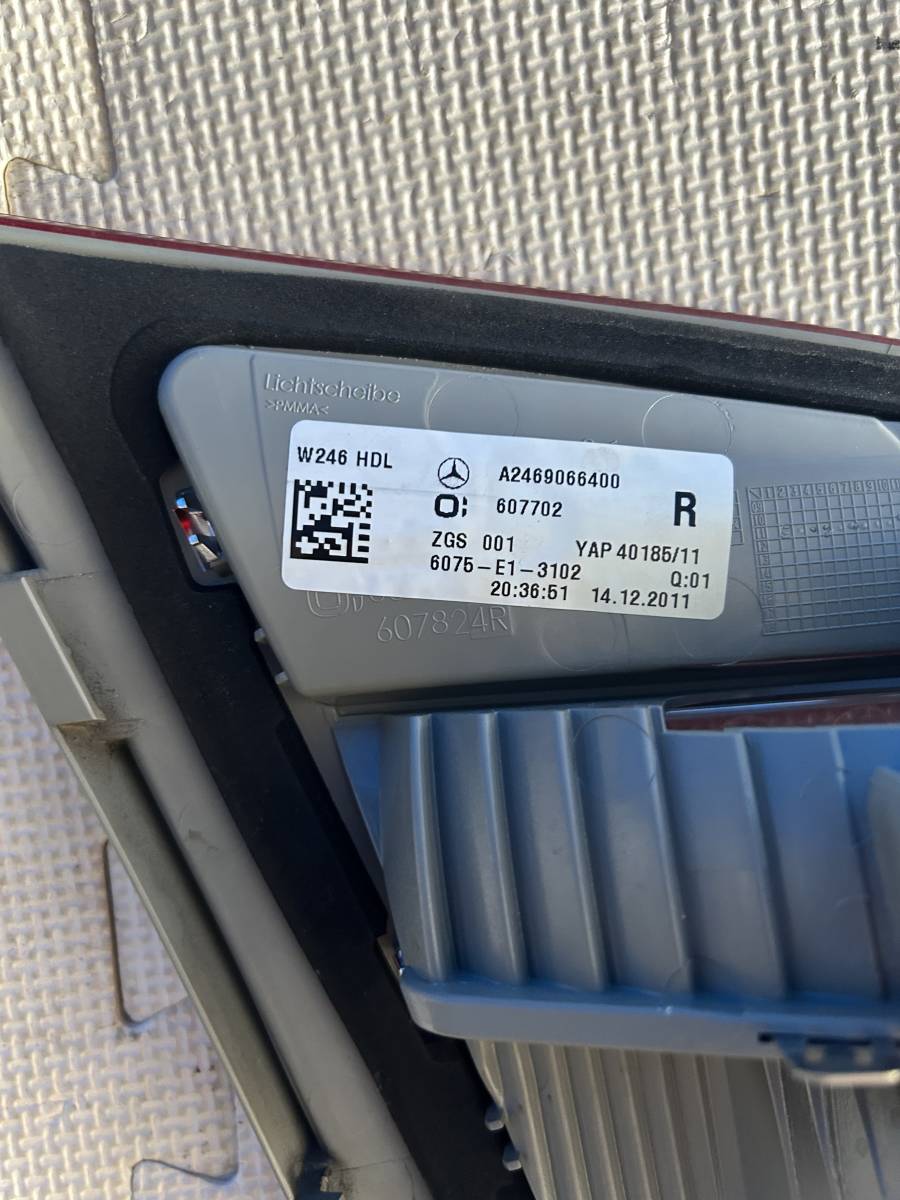 Lichtscheibe
>PMMA<
W246 HDL
A2469066400
607702
R
ZGS 001
YAP 40185/11
6075-E1-3102
Q:01
20:36:51 14.12.2011
607824R